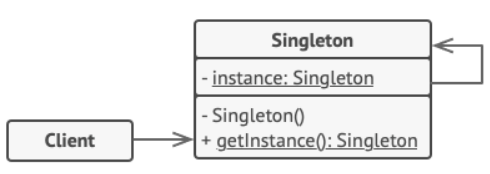 Singleton
- instance: Singleton
- Singleton()
+ getInstance(): Singleton
Client